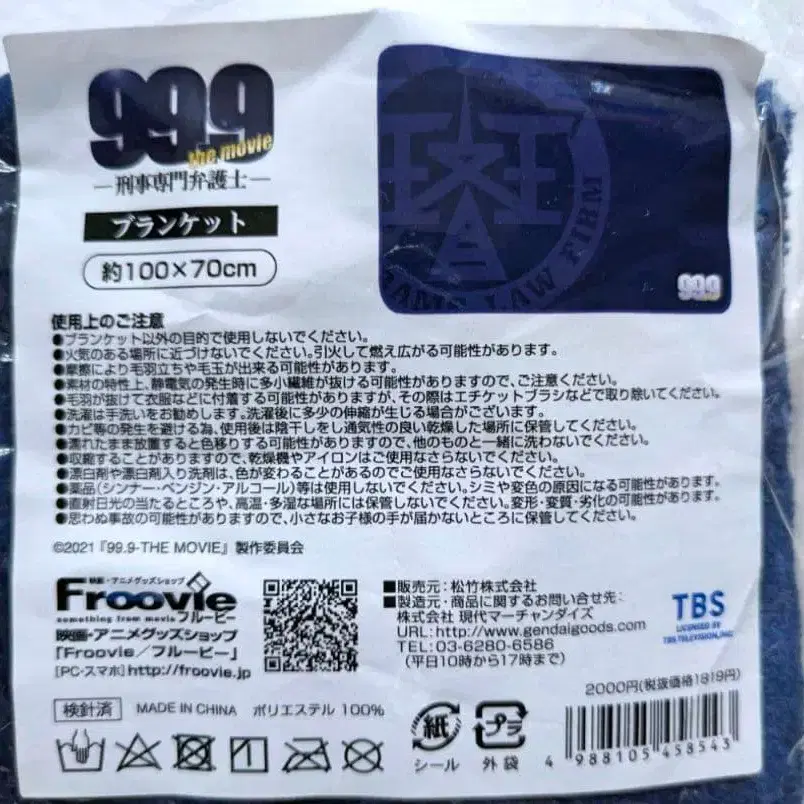 99.9
the movie
―刑事専門弁護士―
ブランケット
約100×70cm
LAW FIRM
99.9
使用上のご注意
●ブランケット以外の目的で使用しないでください。
●火気のある場所に近づけないでください。引火して燃え広がる可能性があります。
●摩擦により毛羽立ちや毛玉が出来る可能性があります。
●素材の特性上、静電気の発生時に多少繊維が抜ける可能性がありますので、ご注意ください。
●毛羽が抜けて衣服などに付着する可能性がありますが、その際はエチケットブラシなどで取り除いてください。
●洗濯は手洗いをお勧めします。洗濯後に多少の伸縮が生じる場合がございます。
●カビ等の発生を避ける為、使用後は陰干しをし通気性の良い乾燥した場所に保管してください。
●濡れたまま放置すると色移りする可能性がありますので、他のものと一緒に洗わないでください。
●収縮することがありますので、乾燥機やアイロンはご使用なさらないでください。
●漂白剤や漂白剤入り洗剤は、色が変わることがあるのでご使用なさらないでください。
●薬品(シンナー・ベンジン・アルコール)等は使用しないでください。シミや変色の原因になる可能性があります。
●直射日光の当たるところや、高温・多湿な場所には保管しないでください。変形・変質・劣化の可能性があります。
●思わぬ事故の可能性がありますので、小さなお子様の手が届かないところに保管してください。
©2021『99.9-THE MOVIE』製作委員会
映画・アニメグッズショップ
Froovie
something from movie フルービー
映画・アニメグッズショップ
「Froovie/フルービー」
[PC・スマホ]http://froovie.jp
■販売元：松竹株式会社
■製造元・商品に関するお問い合せ先：
株式会社 現代マーチャンダイズ
URL:http://www.gendaigoods.com
TEL:03-6280-6586
(平日10時から17時まで)
TBS
LICENSED BY
TBS TELEVISION, INC.
2000円(税抜価格1819円)
検針済 MADE IN CHINA ポリエステル 100%
紙
シール
プラ
外袋
4 988105 458543